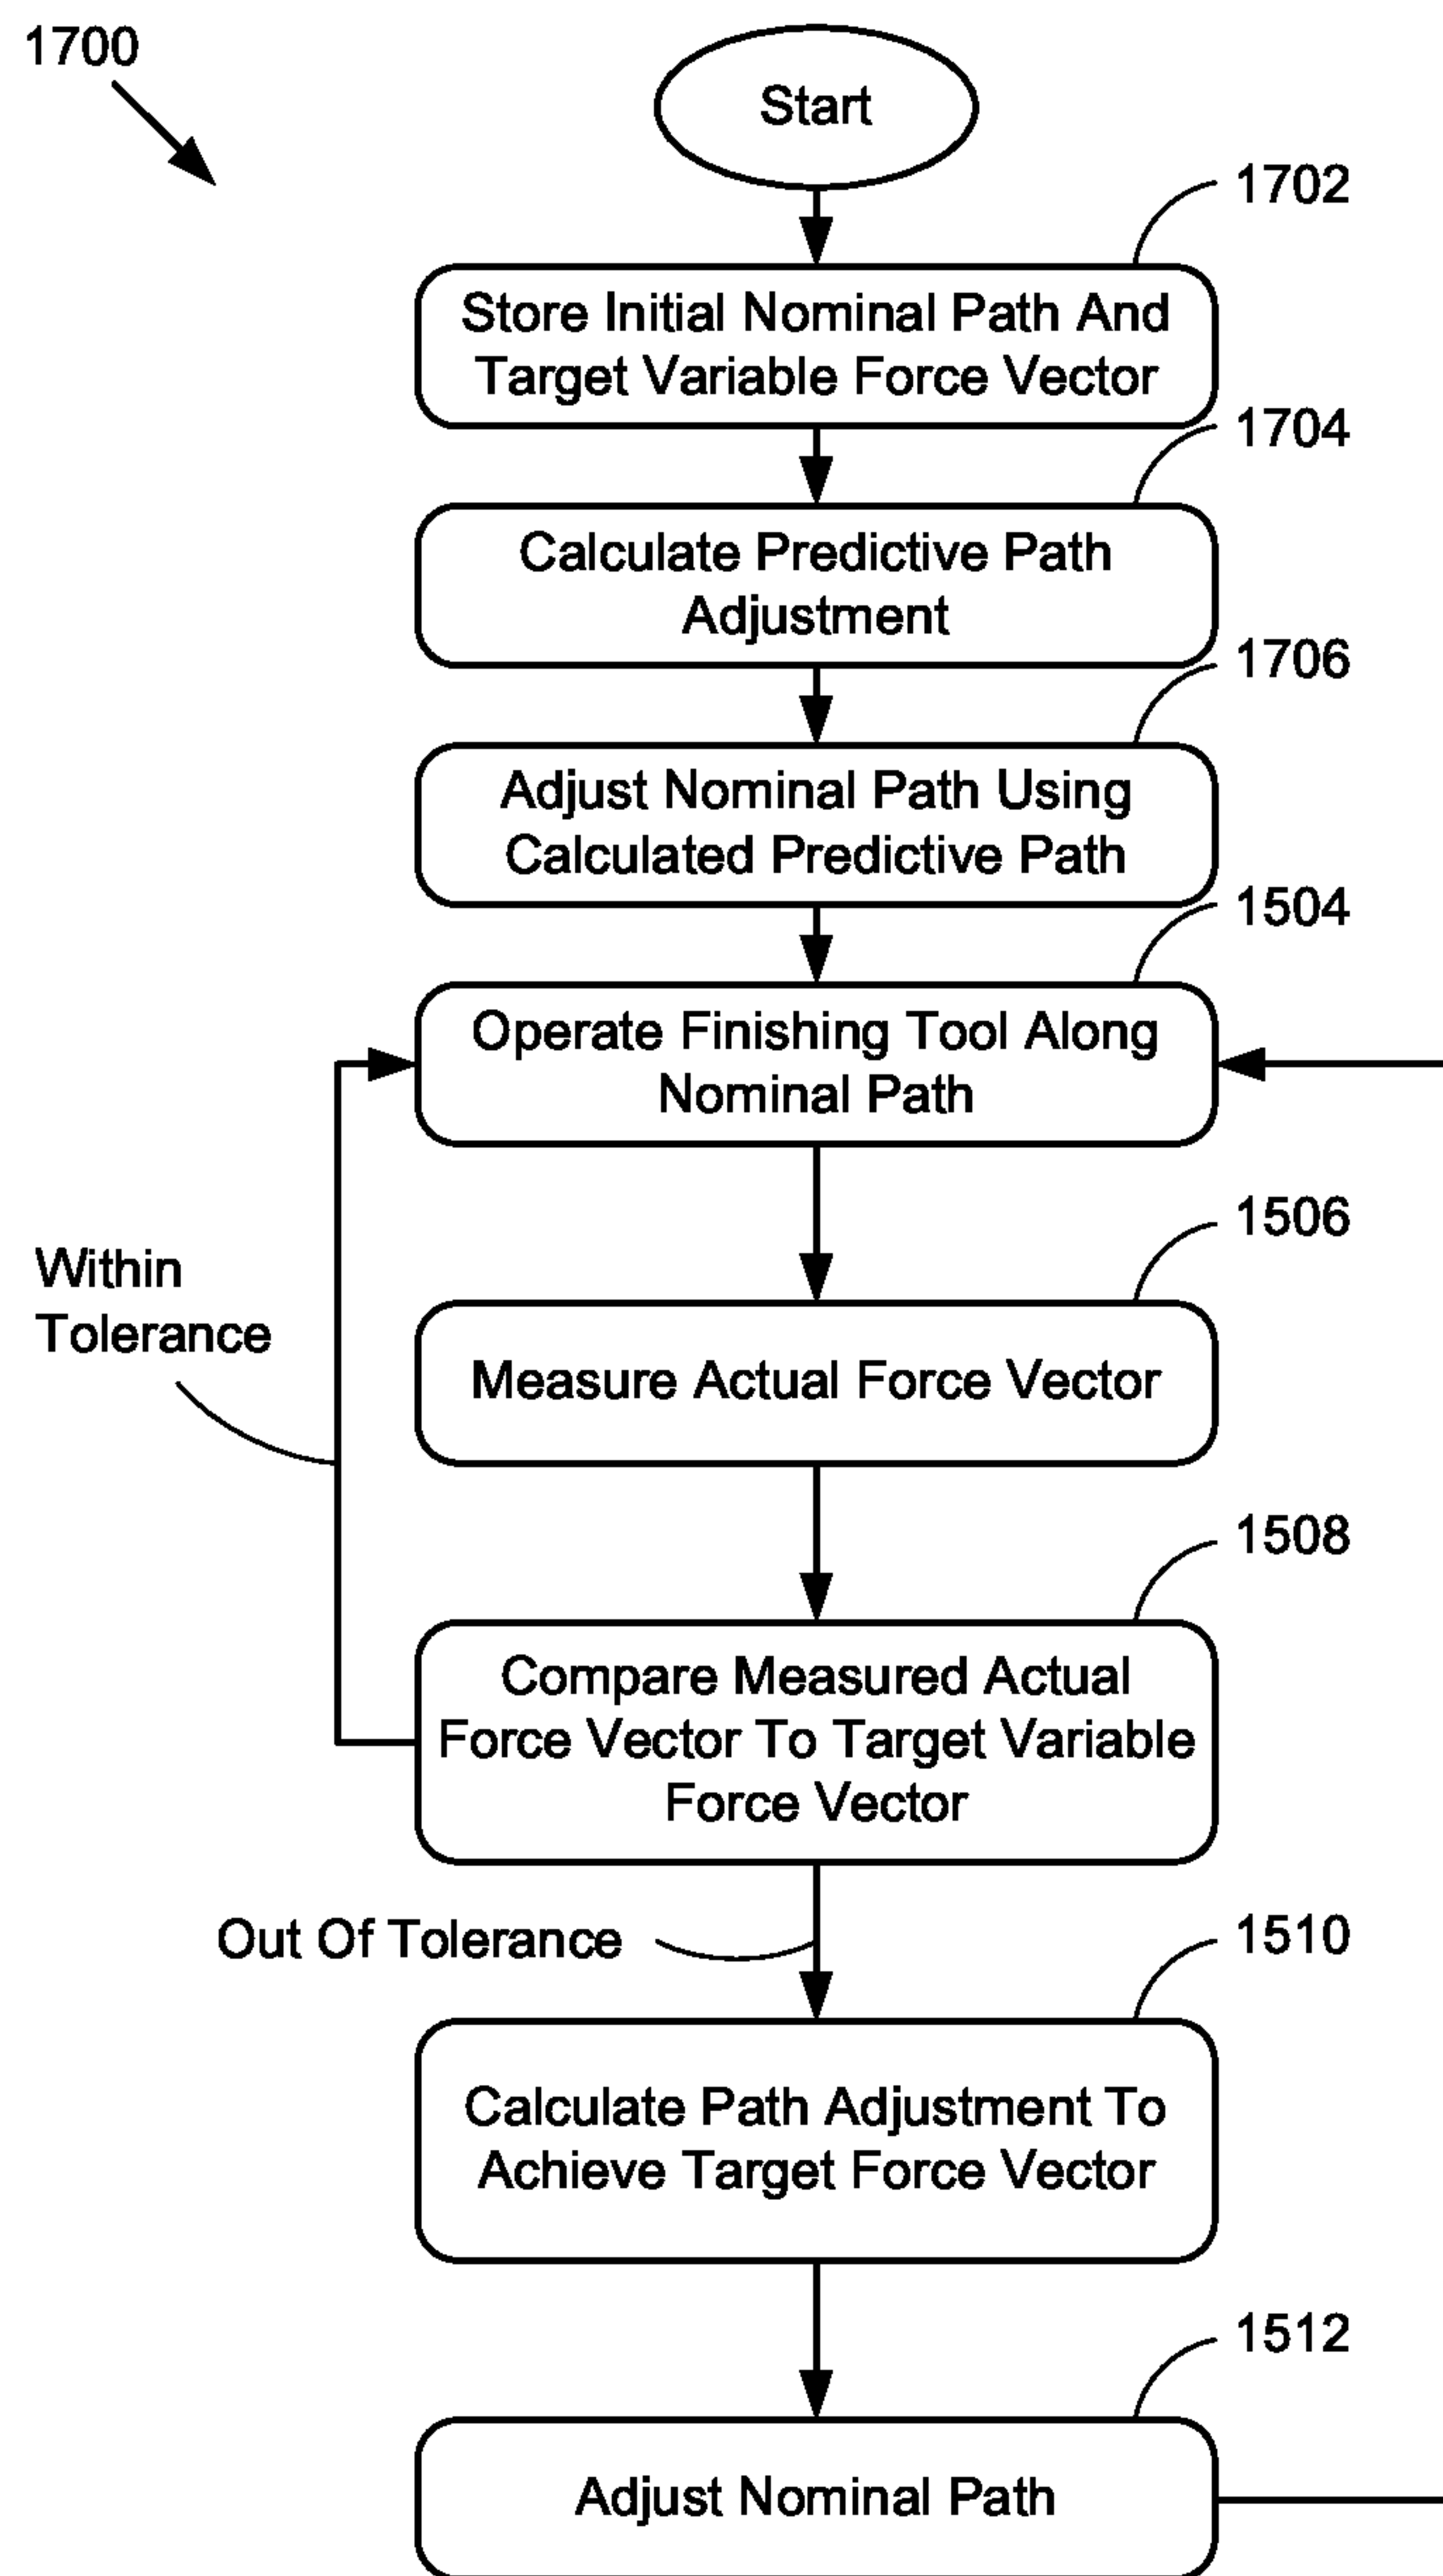 1700
Start
1702
Store Initial Nominal Path And
Target Variable Force Vector
1704
Calculate Predictive Path
Adjustment
1706
Adjust Nominal Path Using
Calculated Predictive Path
1504
Operate Finishing Tool Along
Nominal Path
1506
Within
Tolerance
Measure Actual Force Vector
1508
Compare Measured Actual
Force Vector To Target Variable
Force Vector
Out Of Tolerance
1510
Calculate Path Adjustment To
Achieve Target Force Vector
1512
Adjust Nominal Path